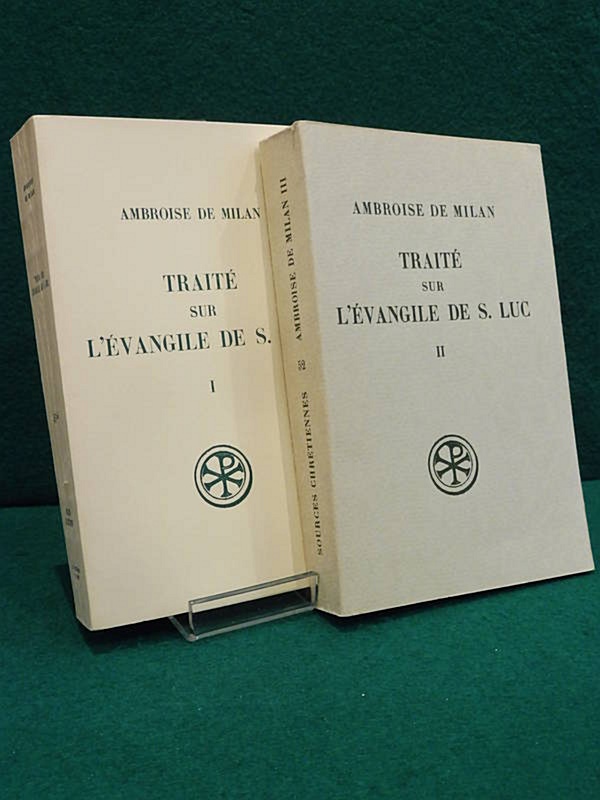 AMBROISE DE MILAN
TRAITÉ
SUR
L'ÉVANGILE DE S.
I
SOURCES CHRÉTIENNES 52 AMBROISE DE MILAN III
AMBROISE DE MILAN
TRAITÉ
SUR
L'ÉVANGILE DE S. LUC
II